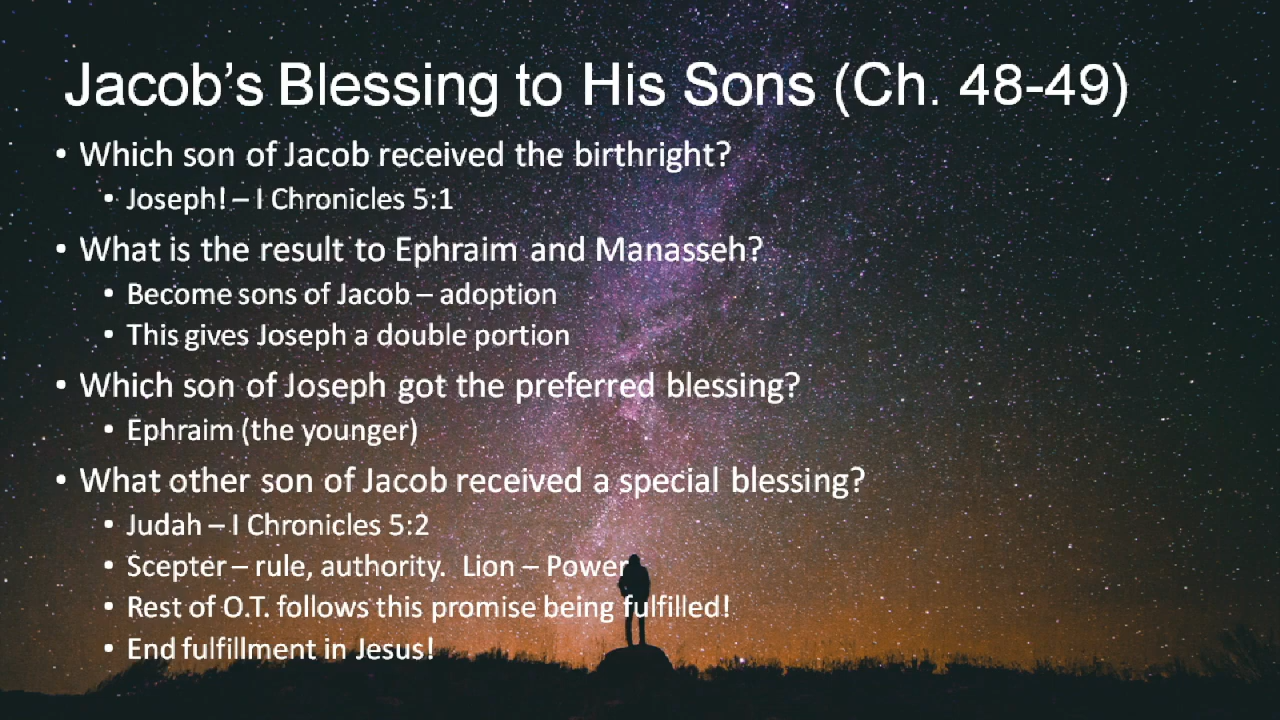 Jacob’s Blessing to His Sons (Ch. 48-49)
• Which son of Jacob received the birthright?
• Joseph! – I Chronicles 5:1
• What is the result to Ephraim and Manasseh?
• Become sons of Jacob – adoption
• This gives Joseph a double portion
• Which son of Joseph got the preferred blessing?
• Ephraim (the younger)
• What other son of Jacob received a special blessing?
• Judah – I Chronicles 5:2
• Scepter – rule, authority.  Lion – Power
• Rest of O.T. follows this promise being fulfilled!
• End fulfillment in Jesus!